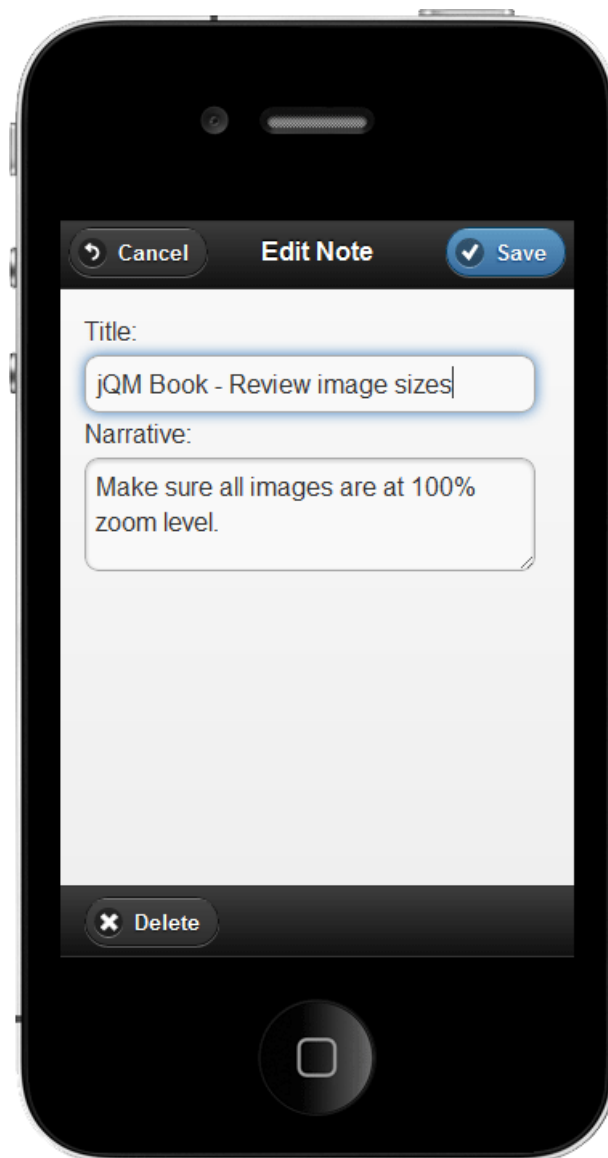 Cancel Edit Note Save
Title:
jQM Book - Review image sizes
Narrative:
Make sure all images are at 100%
zoom level.
Delete